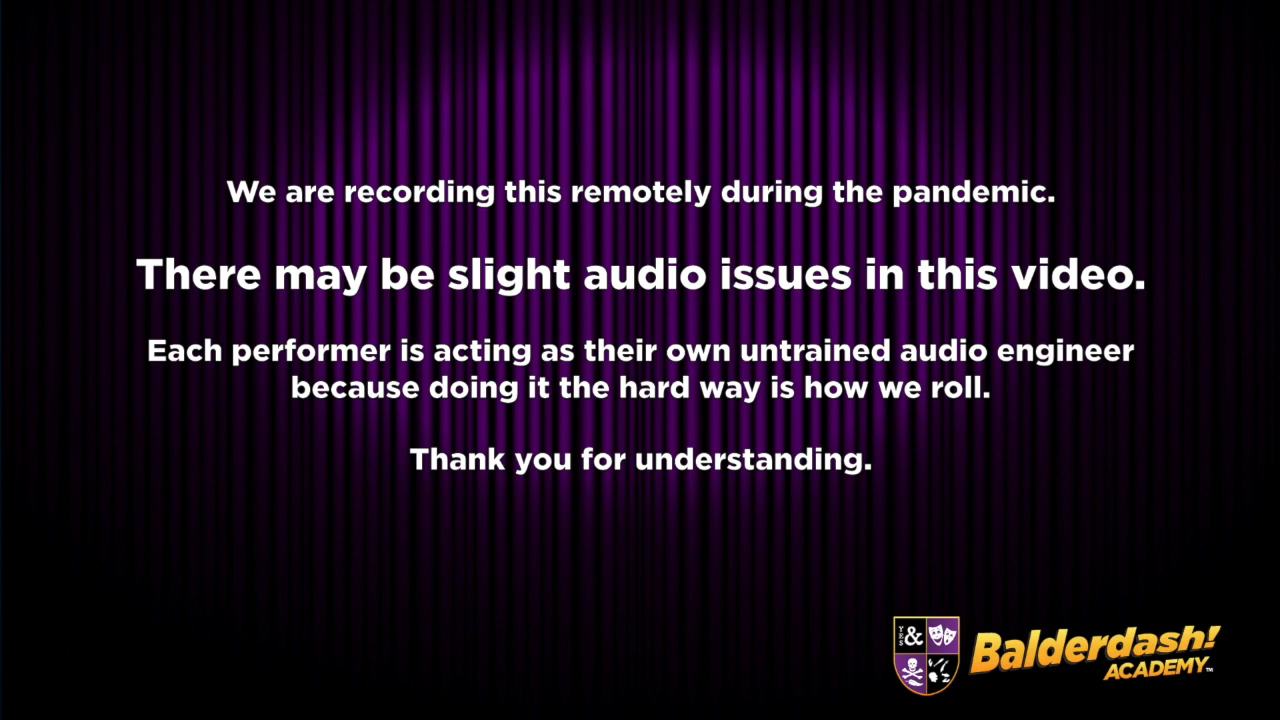 We are recording this remotely during the pandemic.
There may be slight audio issues in this video.
Each performer is acting as their own untrained audio engineer
because doing it the hard way is how we roll.
Thank you for understanding.
YES &
Balderdash!
ACADEMY™